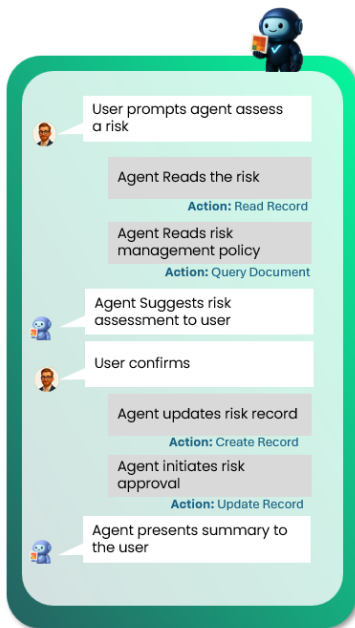 User prompts agent assess
a risk
Agent Reads the risk
Action: Read Record
Agent Reads risk
management policy
Action: Query Document
Agent Suggests risk
assessment to user
User confirms
Agent updates risk record
Action: Create Record
Agent initiates risk
approval
Action: Update Record
Agent presents summary to
the user